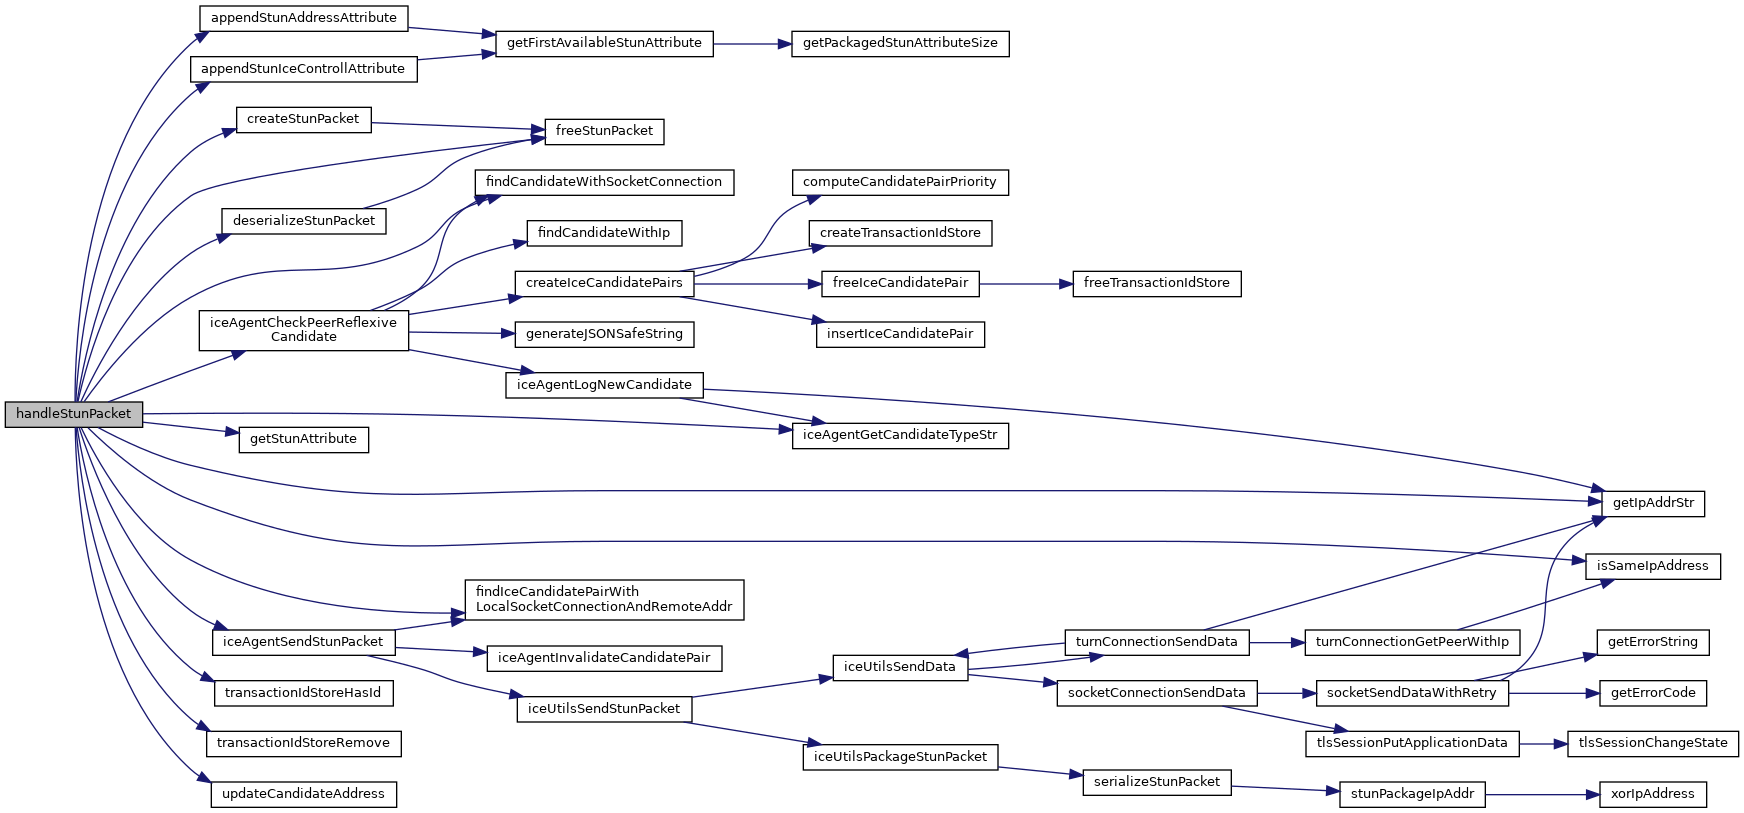 appendStunAddressAttribute
getFirstAvailableStunAttribute
getPackagedStunAttributeSize
appendStunIceControllAttribute
createStunPacket
freeStunPacket
findCandidateWithSocketConnection
computeCandidatePairPriority
deserializeStunPacket
findCandidateWithIp
createTransactionIdStore
createIceCandidatePairs
freeIceCandidatePair
freeTransactionIdStore
iceAgentCheckPeerReflexive
Candidate
generateJSONSafeString
insertIceCandidatePair
iceAgentLogNewCandidate
handleStunPacket
getStunAttribute
iceAgentGetCandidateTypeStr
getIpAddrStr
isSameIpAddress
findIceCandidatePairWith
LocalSocketConnectionAndRemoteAddr
iceAgentSendStunPacket
iceAgentInvalidateCandidatePair
turnConnectionSendData
turnConnectionGetPeerWithIp
getErrorString
iceUtilsSendData
transactionIdStoreHasId
iceUtilsSendStunPacket
socketConnectionSendData
socketSendDataWithRetry
getErrorCode
transactionIdStoreRemove
iceUtilsPackageStunPacket
tlsSessionPutApplicationData
tlsSessionChangeState
updateCandidateAddress
serializeStunPacket
stunPackageIpAddr
xorIpAddress